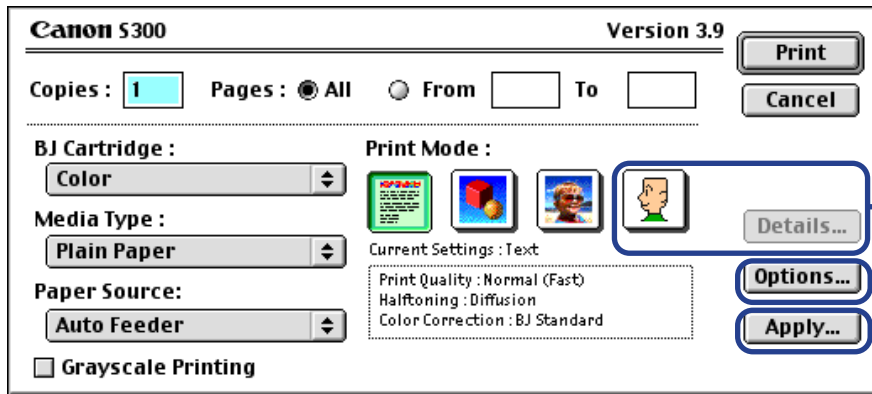 Canon S300 Version 3.9
Print
Copies : 1 Pages : All From To
Cancel
BJ Cartridge :
Color
Media Type :
Plain Paper
Paper Source:
Auto Feeder
Grayscale Printing
Print Mode :
Current Settings : Text
Print Quality : Normal (Fast)
Halftoning : Diffusion
Color Correction : BJ Standard
Details...
Options...
Apply...